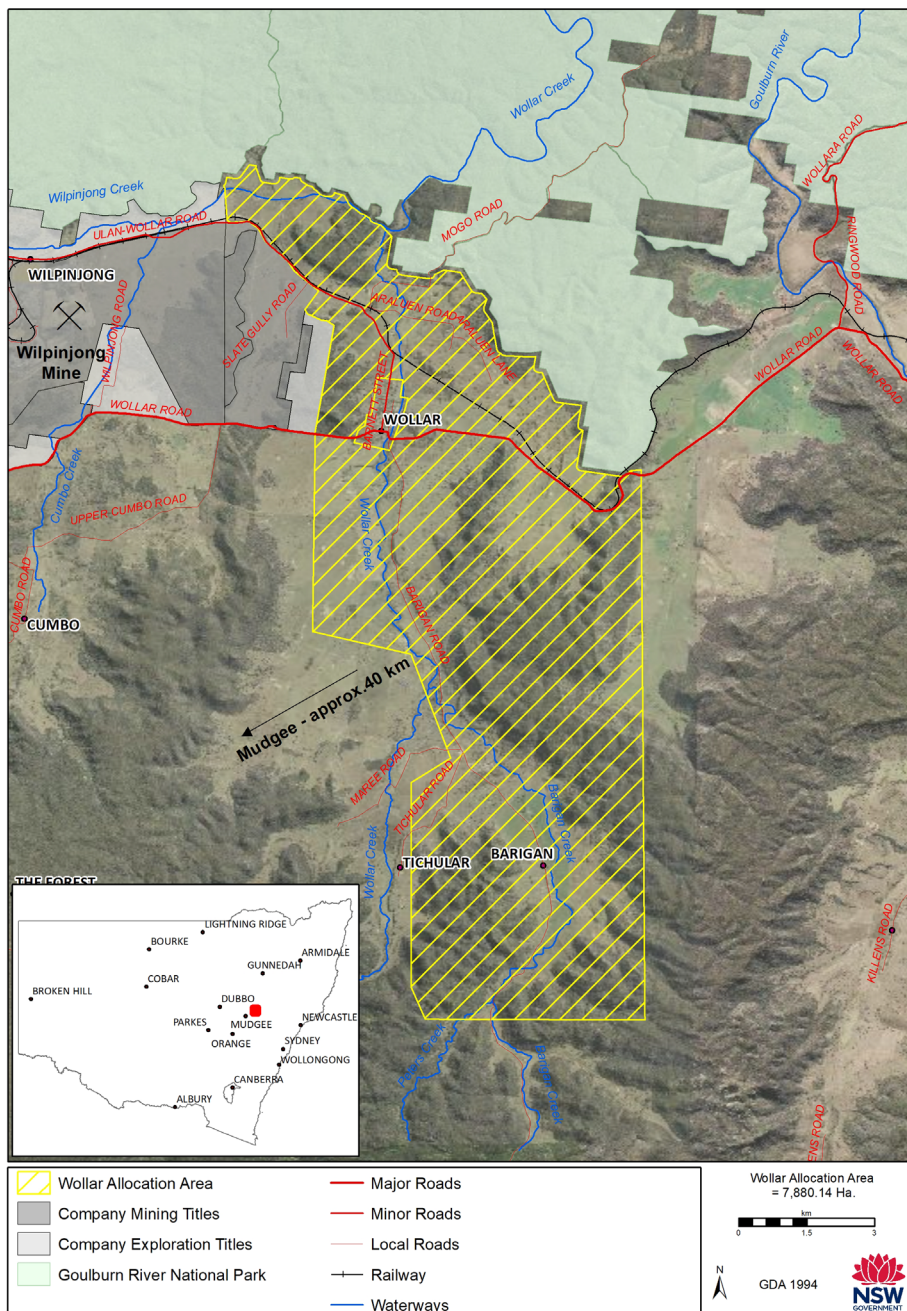 Goulburn River
Wollar Creek
WOLLARA ROAD
Wilpinjong Creek
MOGO ROAD
ULAN-WOLLAR ROAD
RINGWOOD ROAD
WILPINJONG
WILPINJONG ROAD
SLATE GULLY ROAD
ARALUEN ROAD
ARALUEN LANE
Wilpinjong
Mine
WOLLAR ROAD
WOLLAR ROAD
BARNETT STREET
WOLLAR ROAD
WOLLAR
Cumbo Creek
UPPER CUMBO ROAD
Wollar Creek
CUMBO ROAD
BARIGAN ROAD
CUMBO
Mudgee - approx.40 km
MAREE ROAD
TICHULAR ROAD
Barigan Creek
Wollar Creek
TICHULAR
BARIGAN
THE FOREST
KILLENS ROAD
LIGHTNING RIDGE
BOURKE
ARMIDALE
GUNNEDAH
COBAR
BROKEN HILL
DUBBO
MUDGEE
NEWCASTLE
PARKES
ORANGE
SYDNEY
WOLLONGONG
CANBERRA
ALBURY
Barigan Creek
ENS ROAD
Wollar Allocation Area
Company Mining Titles
Company Exploration Titles
Goulburn River National Park
Major Roads
Minor Roads
Local Roads
Railway
Waterways
Wollar Allocation Area
= 7,880.14 Ha.
km
0 1.5 3
N
GDA 1994
NSW
GOVERNMENT